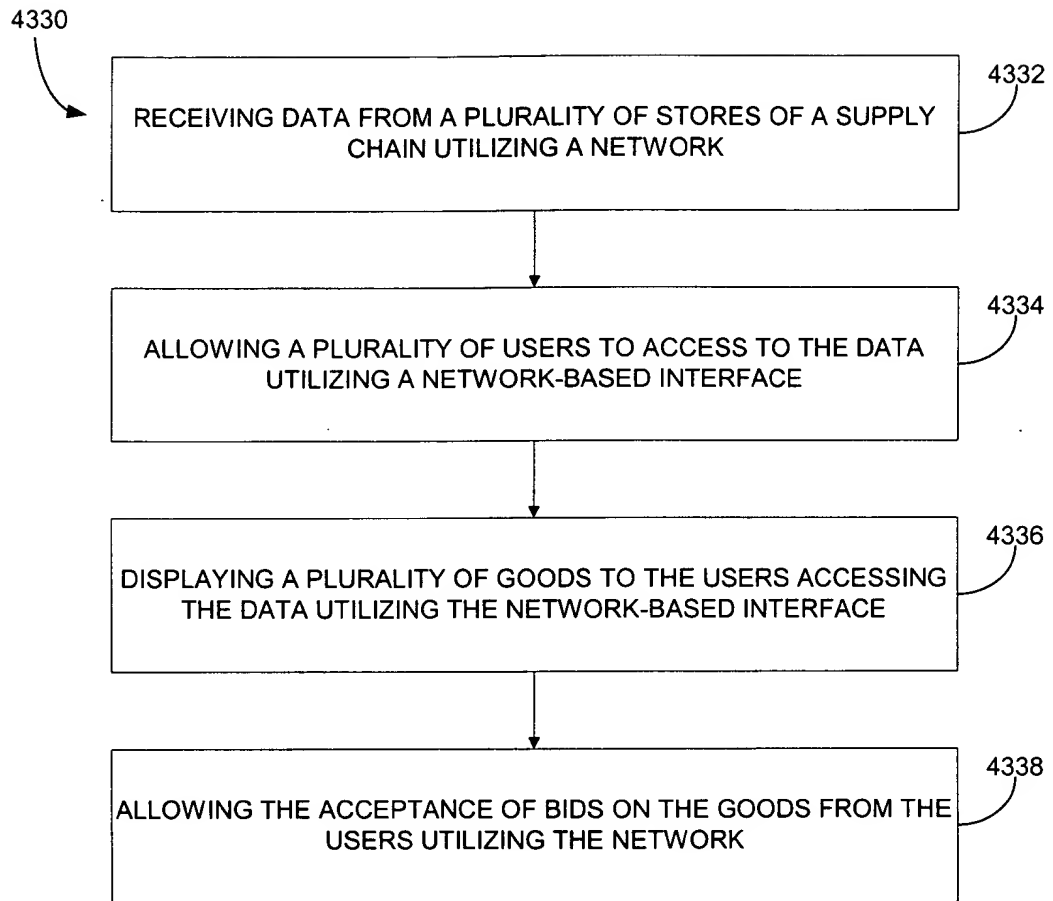 4330
4332
RECEIVING DATA FROM A PLURALITY OF STORES OF A SUPPLY
CHAIN UTILIZING A NETWORK
4334
ALLOWING A PLURALITY OF USERS TO ACCESS TO THE DATA
UTILIZING A NETWORK-BASED INTERFACE
4336
DISPLAYING A PLURALITY OF GOODS TO THE USERS ACCESSING
THE DATA UTILIZING THE NETWORK-BASED INTERFACE
4338
ALLOWING THE ACCEPTANCE OF BIDS ON THE GOODS FROM THE
USERS UTILIZING THE NETWORK